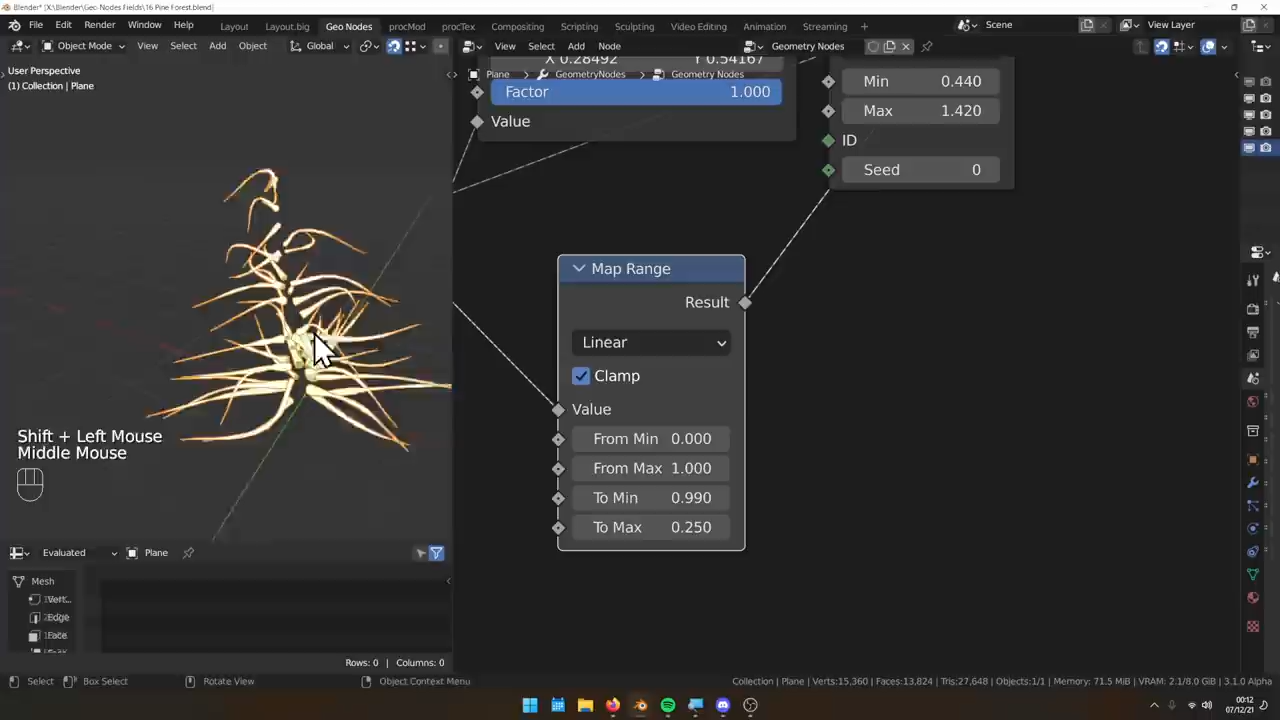 Blender* [X:\Blender\Geo Nodes Fields\16 Pine Forest.blend]
File Edit Render Window Help Layout Layout.big Geo Nodes procMod procTex Compositing Scripting Sculpting Video Editing Animation Streaming + Scene View Layer
Object Mode View Select Add Object Global View Select Add Node Geometry Nodes
User Perspective
(1) Collection | Plane
X 0.28492 Y 0.54167
Plane > GeometryNodes > Geometry Nodes
Factor 1.000
Value
Min 0.440
Max 1.420
ID
Seed 0
Map Range
Result
Linear
Clamp
Value
From Min 0.000
From Max 1.000
To Min 0.990
To Max 0.250
Shift + Left Mouse
Middle Mouse
Evaluated Plane
Mesh
Vert...
Edge
Face
Rows: 0 | Columns: 0
Select Box Select Rotate View Object Context Menu
Collection | Plane | Verts:15,360 | Faces:13,824 | Tris:27,648 | Objects:1/1 | Memory: 71.5 MiB | VRAM: 2.1/8.0 GiB | 3.1.0 Alpha
00:12
07/12/21